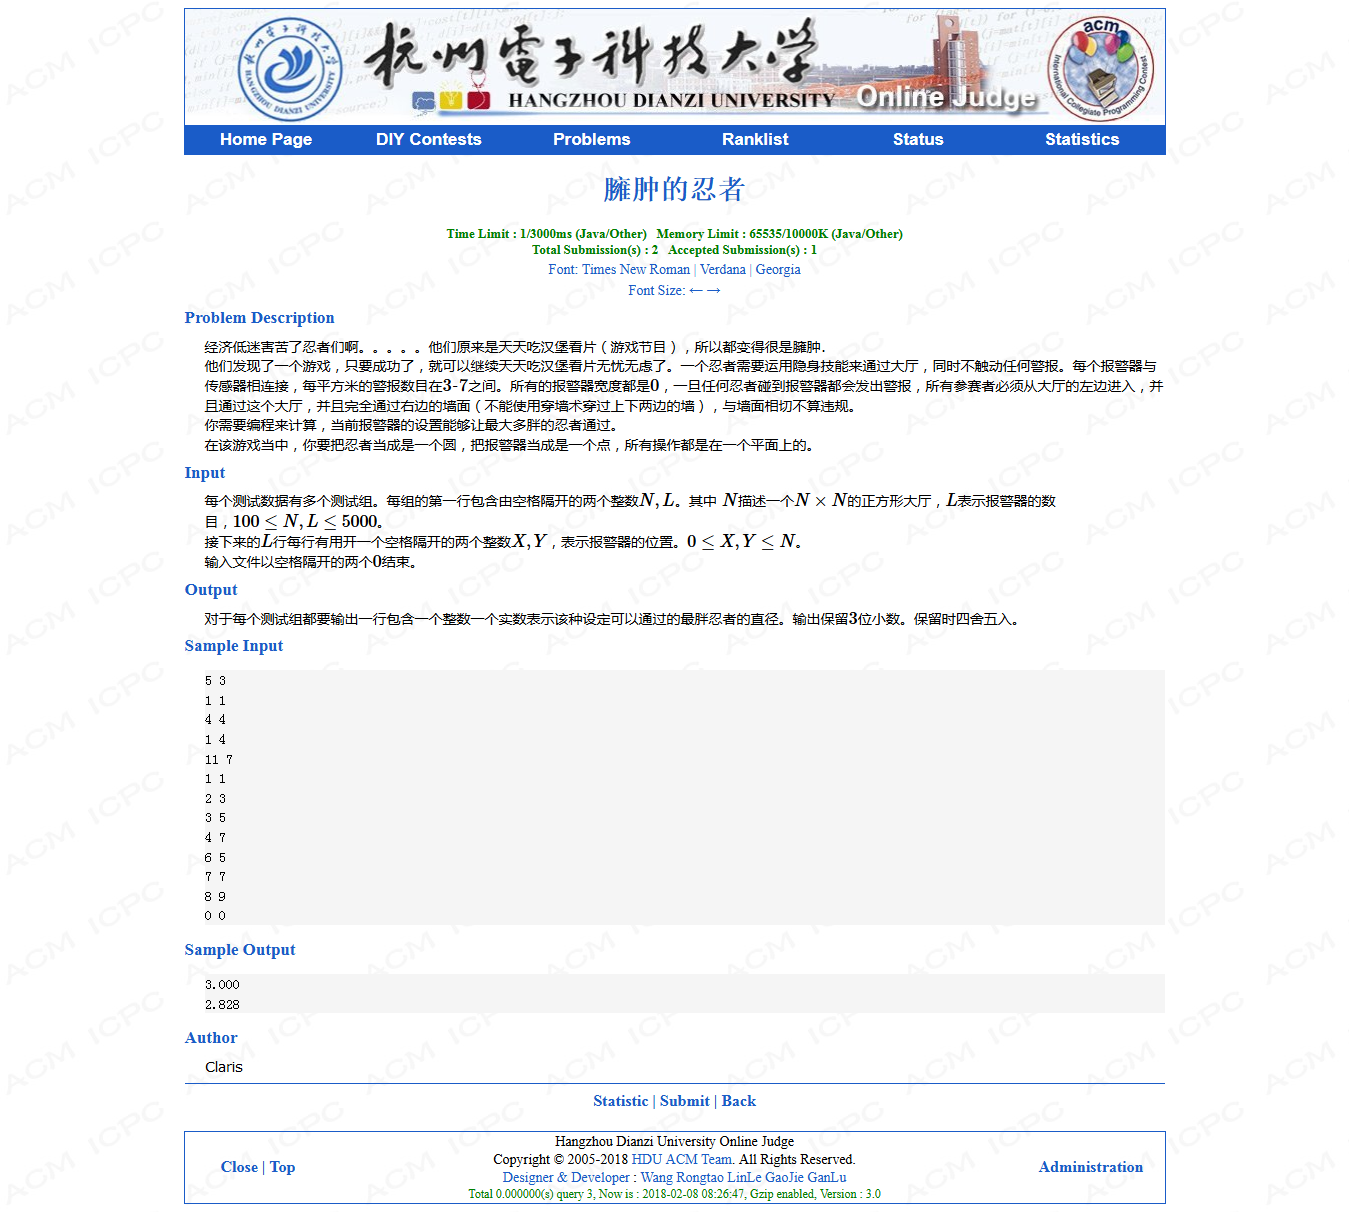 杭州電子科技大学
HANGZHOU DIANZI UNIVERSITY
Online Judge
acm
International Collegiate Programming Contest
Home Page DIY Contests Problems Ranklist Status Statistics
臃肿的忍者
Time Limit : 1/3000ms (Java/Other) Memory Limit : 65535/10000K (Java/Other)
Total Submission(s) : 2 Accepted Submission(s) : 1
Font: Times New Roman | Verdana | Georgia
Font Size: ← →
Problem Description
经济低迷害苦了忍者们啊。。。。。他们原来是天天吃汉堡看片（游戏节目），所以都变得很是臃肿.
他们发现了一个游戏，只要成功了，就可以继续天天吃汉堡看片无忧无虑了。一个忍者需要运用隐身技能来通过大厅，同时不触动任何警报。每个报警器与
传感器相连接，每平方米的警报数目在3-7之间。所有的报警器宽度都是0，一旦任何忍者碰到报警器都会发出警报，所有参赛者必须从大厅的左边进入，并
且通过这个大厅，并且完全通过右边的墙面（不能使用穿墙术穿过上下两边的墙），与墙面相切不算违规。
你需要编程来计算，当前报警器的设置能够让最大多胖的忍者通过。
在该游戏当中，你要把忍者当成是一个圆，把报警器当成是一个点，所有操作都是在一个平面上的。
Input
每个测试数据有多个测试组。每组的第一行包含由空格隔开的两个整数N, L。其中 N描述一个N × N的正方形大厅，L表示报警器的数
目，100 ≤ N, L ≤ 5000。
接下来的L行每行有用开一个空格隔开的两个整数X, Y，表示报警器的位置。0 ≤ X, Y ≤ N。
输入文件以空格隔开的两个0结束。
Output
对于每个测试组都要输出一行包含一个整数一个实数表示该种设定可以通过的最胖忍者的直径。输出保留3位小数。保留时四舍五入。
Sample Input
5 3
1 1
4 4
1 4
11 7
1 1
2 3
3 5
4 7
6 5
7 7
8 9
0 0
Sample Output
3.000
2.828
Author
Claris
Statistic | Submit | Back
Hangzhou Dianzi University Online Judge
Close | Top Copyright © 2005-2018 HDU ACM Team. All Rights Reserved. Administration
Designer & Developer : Wang Rongtao LinLe GaoJie GanLu
Total 0.000000(s) query 3, Now is : 2018-02-08 08:26:47, Gzip enabled, Version : 3.0